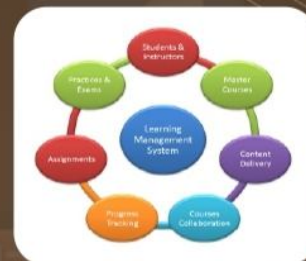 Students &
Instructors
Master
Courses
Content
Delivery
Courses
Collaboration
Progress
Tracking
Assignments
Practices &
Exams
Learning
Management
System